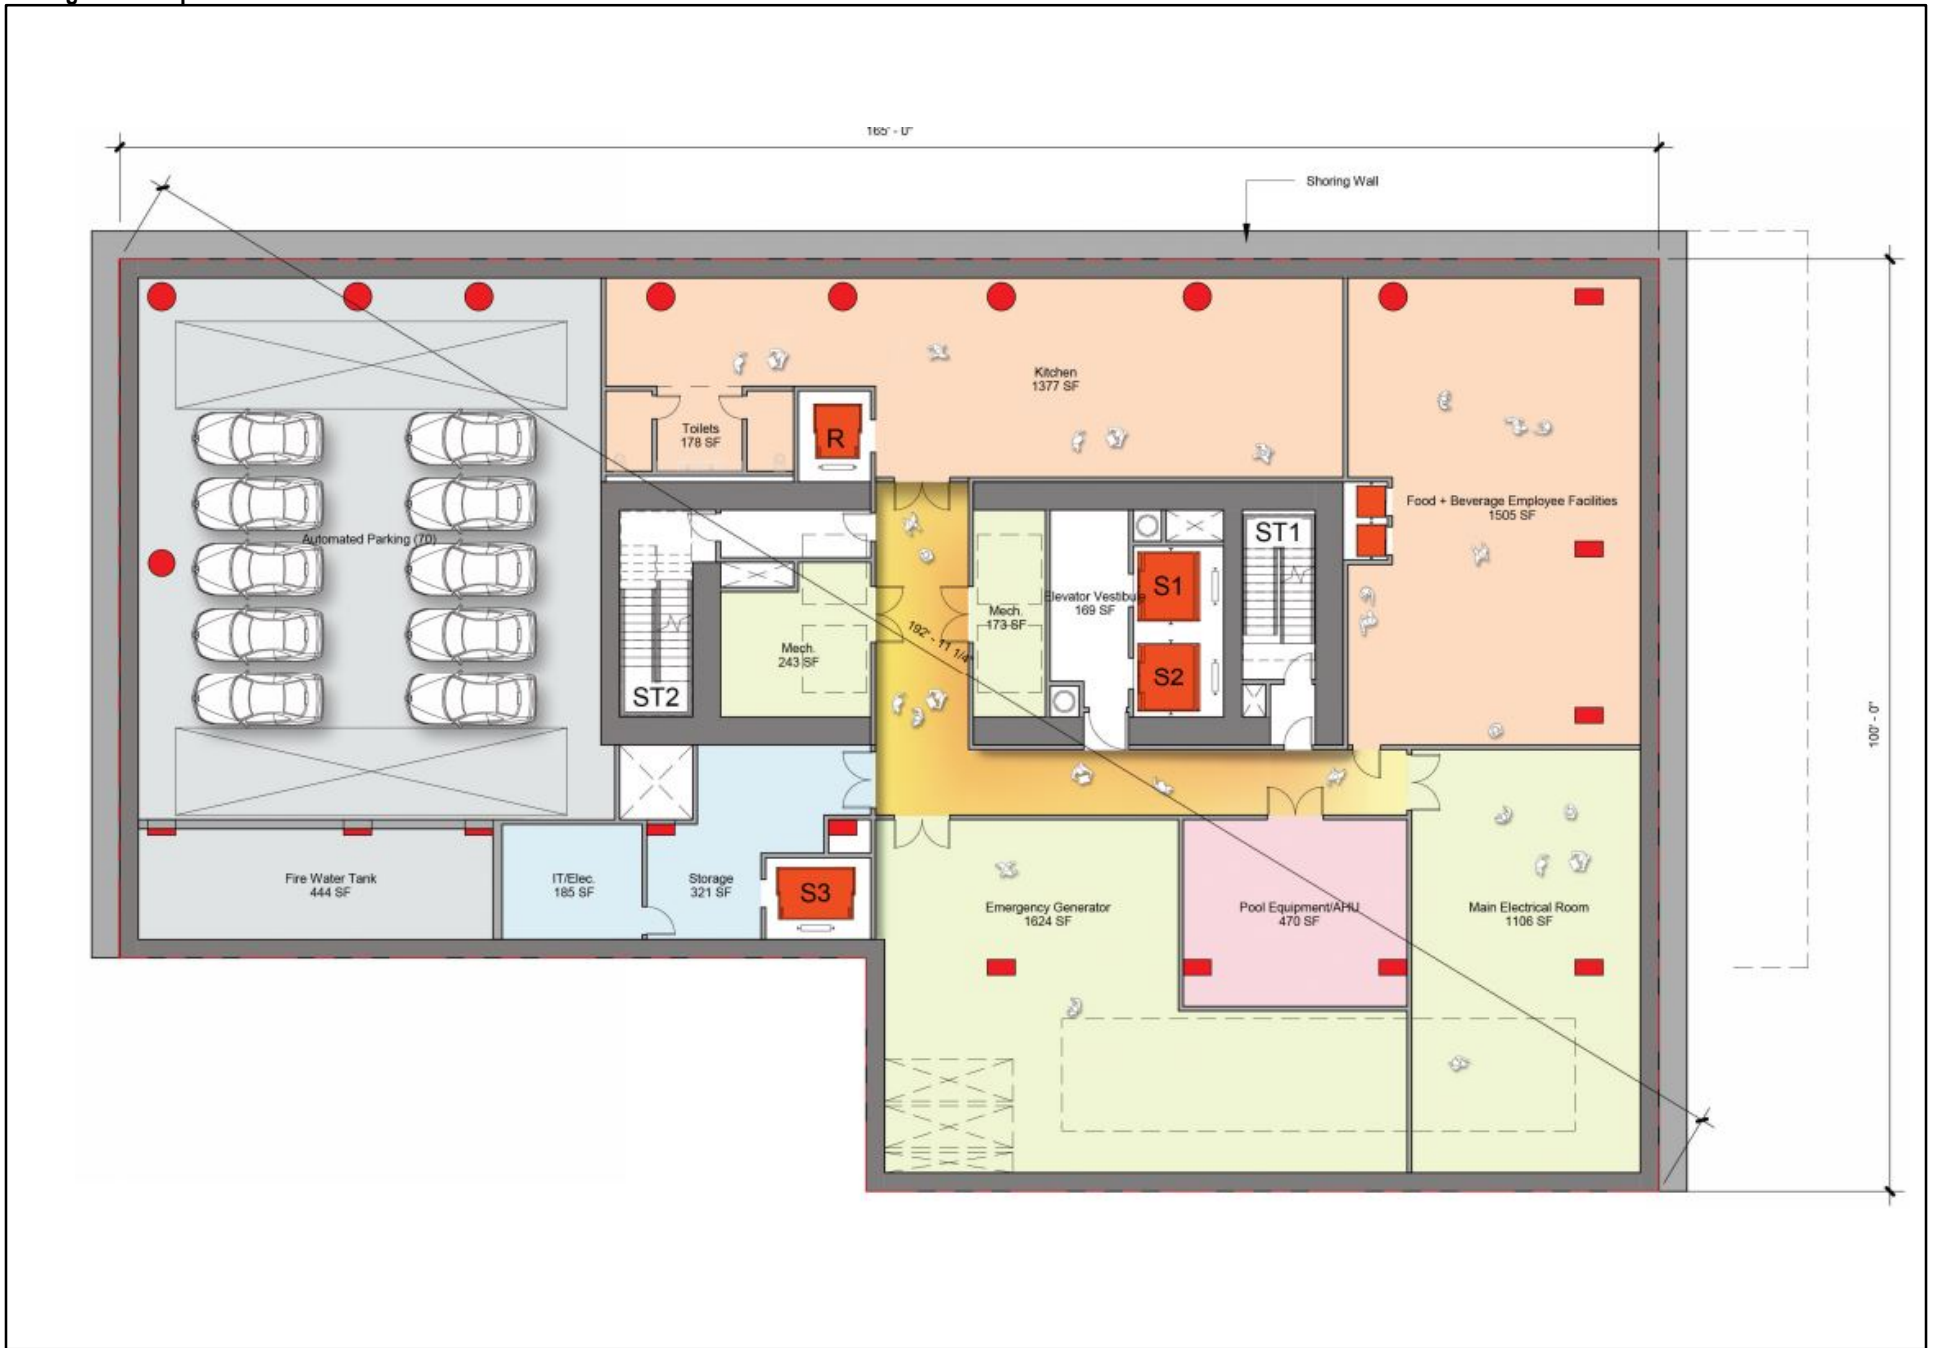 165' - 0"
Shoring Wall
Kitchen
1377 SF
Toilets
178 SF
R
Food + Beverage Employee Facilities
1505 SF
Automated Parking (70)
ST1
S1
Elevator Vestibule
169 SF
Mech.
173 SF
192' - 11 1/4"
Mech.
243 SF
S2
ST2
100' - 0"
Fire Water Tank
444 SF
IT/Elec.
185 SF
Storage
321 SF
S3
Emergency Generator
1624 SF
Pool Equipment/AHU
470 SF
Main Electrical Room
1106 SF